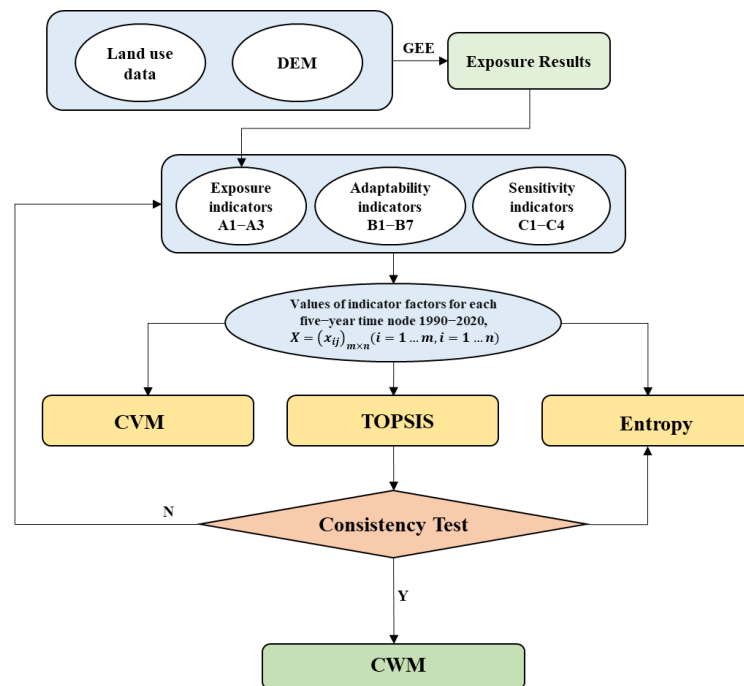 Land use
data
DEM
GEE
Exposure Results
Exposure
indicators
A1−A3
Adaptability
indicators
B1−B7
Sensitivity
indicators
C1−C4
Values of indicator factors for each
five−year time node 1990−2020,
X = (x_{ij})_{m×n}(i = 1 … m, i = 1 … n)
CVM
TOPSIS
Entropy
N
Consistency Test
Y
CWM